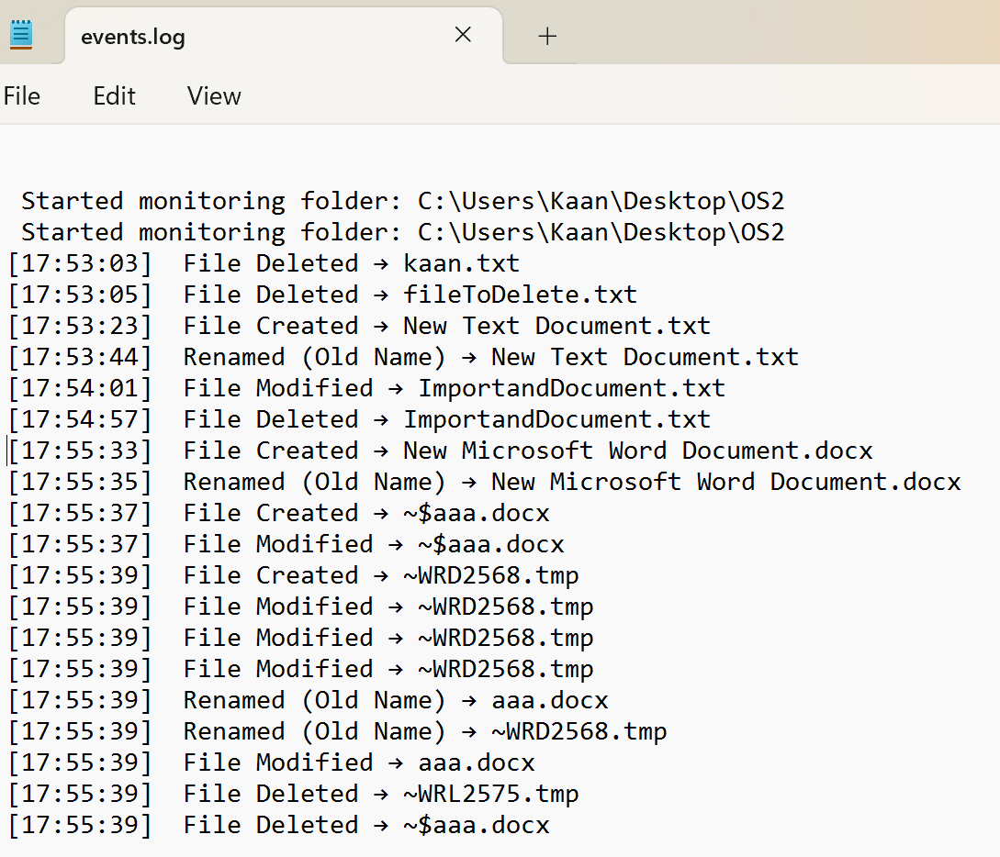 events.log
File Edit View
Started monitoring folder: C:\Users\Kaan\Desktop\OS2
Started monitoring folder: C:\Users\Kaan\Desktop\OS2
[17:53:03]  File Deleted → kaan.txt
[17:53:05]  File Deleted → fileToDelete.txt
[17:53:23]  File Created → New Text Document.txt
[17:53:44]  Renamed (Old Name) → New Text Document.txt
[17:54:01]  File Modified → ImportandDocument.txt
[17:54:57]  File Deleted → ImportandDocument.txt
[17:55:33]  File Created → New Microsoft Word Document.docx
[17:55:35]  Renamed (Old Name) → New Microsoft Word Document.docx
[17:55:37]  File Created → ~$aaa.docx
[17:55:37]  File Modified → ~$aaa.docx
[17:55:39]  File Created → ~WRD2568.tmp
[17:55:39]  File Modified → ~WRD2568.tmp
[17:55:39]  File Modified → ~WRD2568.tmp
[17:55:39]  File Modified → ~WRD2568.tmp
[17:55:39]  Renamed (Old Name) → aaa.docx
[17:55:39]  Renamed (Old Name) → ~WRD2568.tmp
[17:55:39]  File Modified → aaa.docx
[17:55:39]  File Deleted → ~WRL2575.tmp
[17:55:39]  File Deleted → ~$aaa.docx